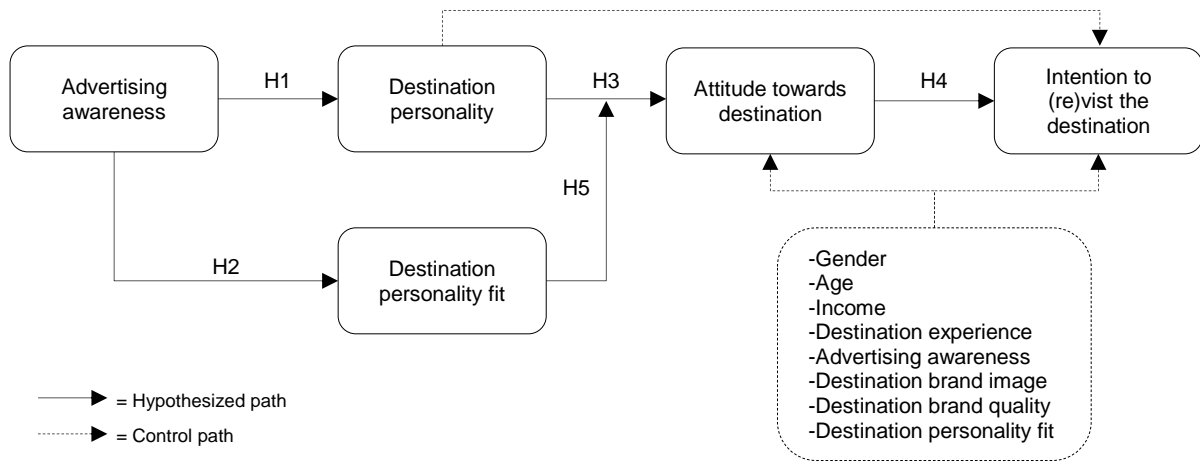 Advertising
awareness
H1
Destination
personality
H3
Attitude towards
destination
H4
Intention to
(re)vist the
destination
H5
H2
Destination
personality fit
-Gender
-Age
-Income
-Destination experience
-Advertising awareness
-Destination brand image
-Destination brand quality
-Destination personality fit
= Hypothesized path
= Control path